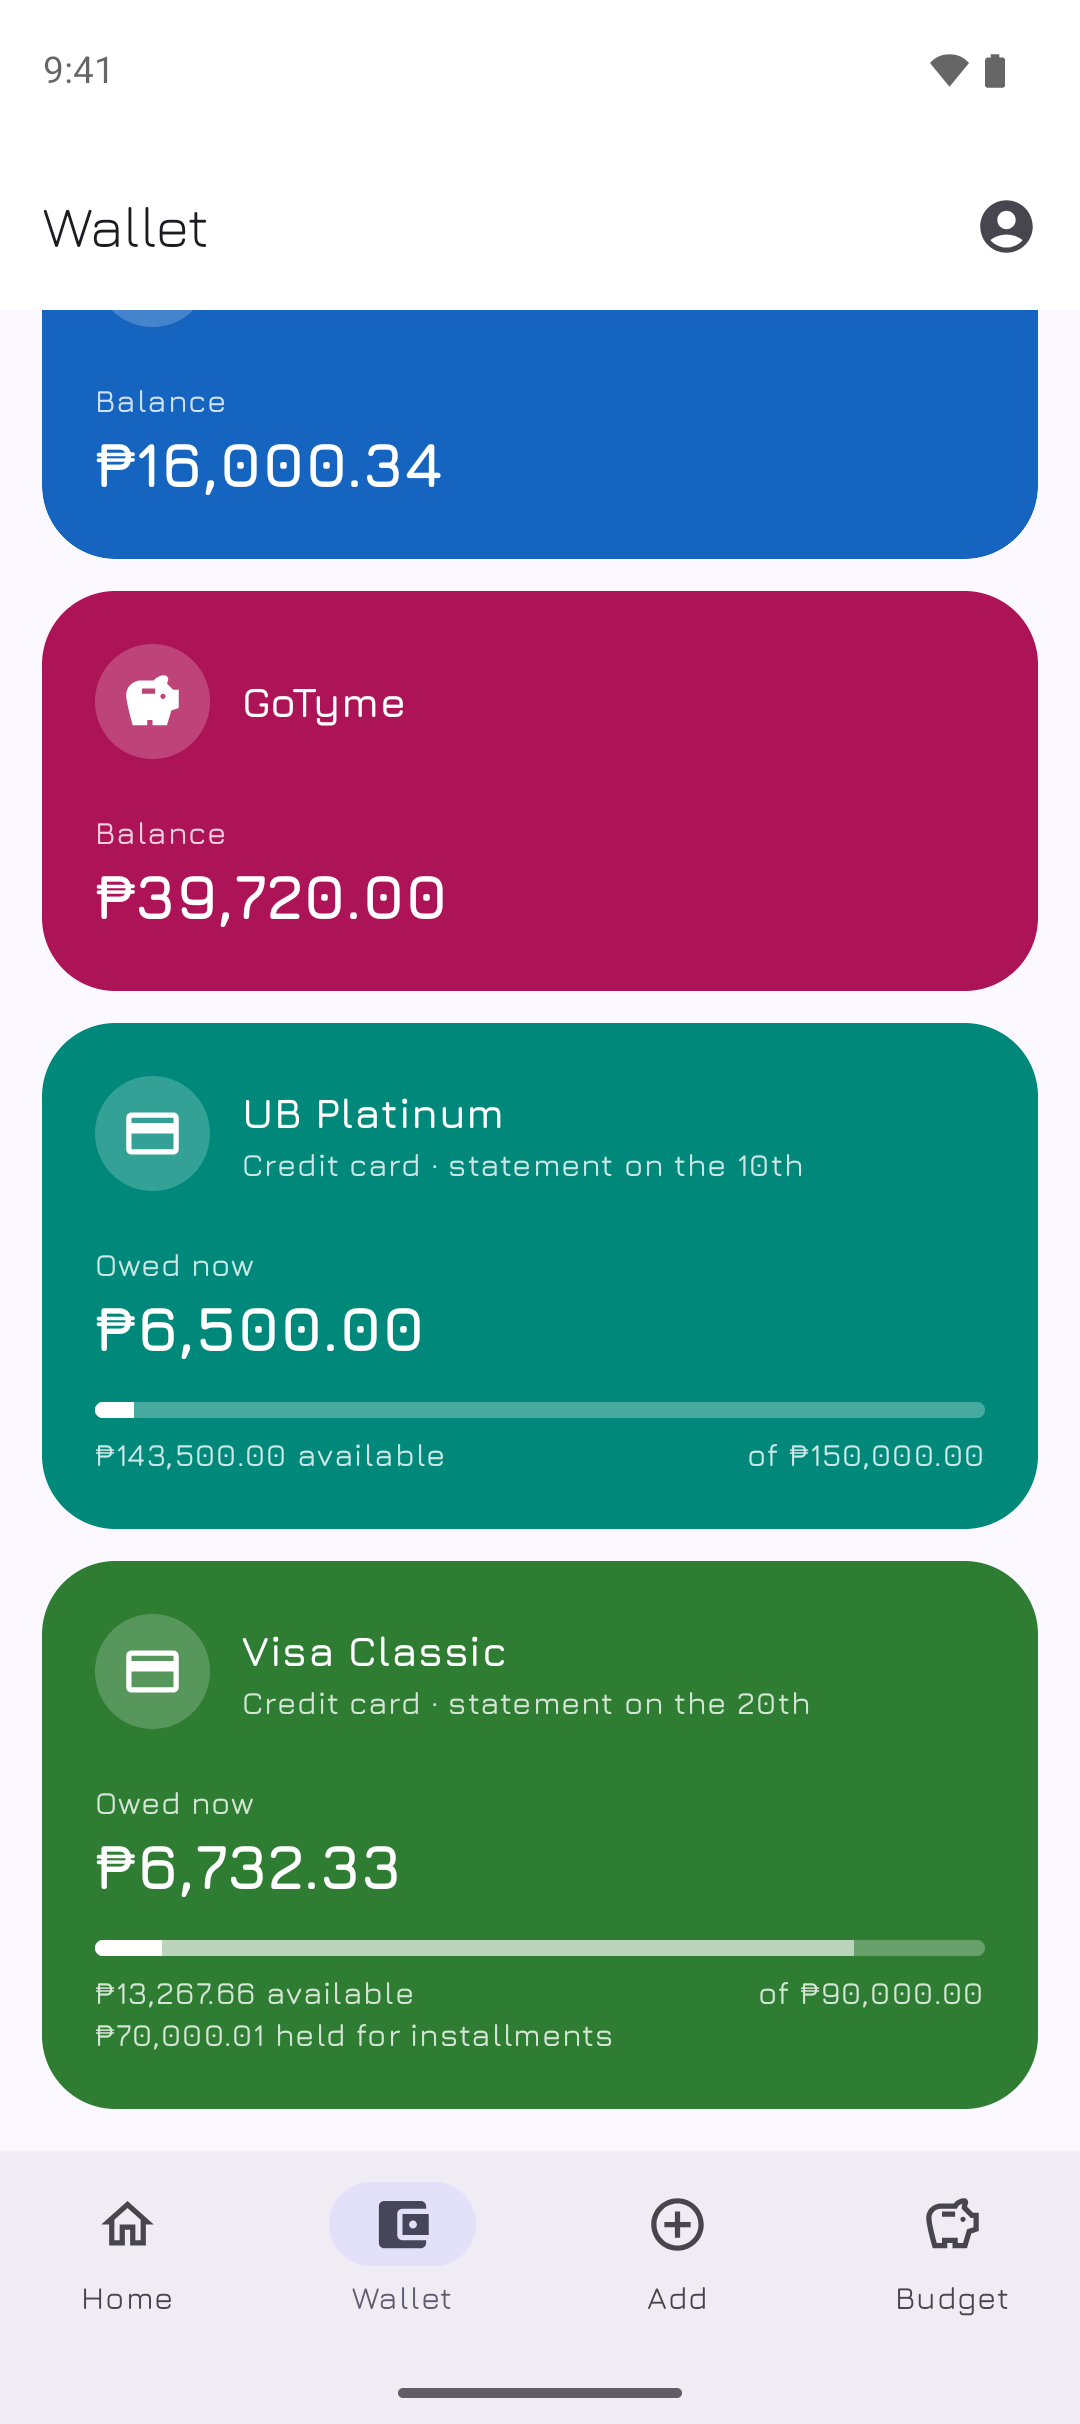 9:41
Wallet
Balance
₱16,000.34
GoTyme
Balance
₱39,720.00
UB Platinum
Credit card · statement on the 10th
Owed now
₱6,500.00
₱143,500.00 available of ₱150,000.00
Visa Classic
Credit card · statement on the 20th
Owed now
₱6,732.33
₱13,267.66 available of ₱90,000.00
₱70,000.01 held for installments
Home Wallet Add Budget